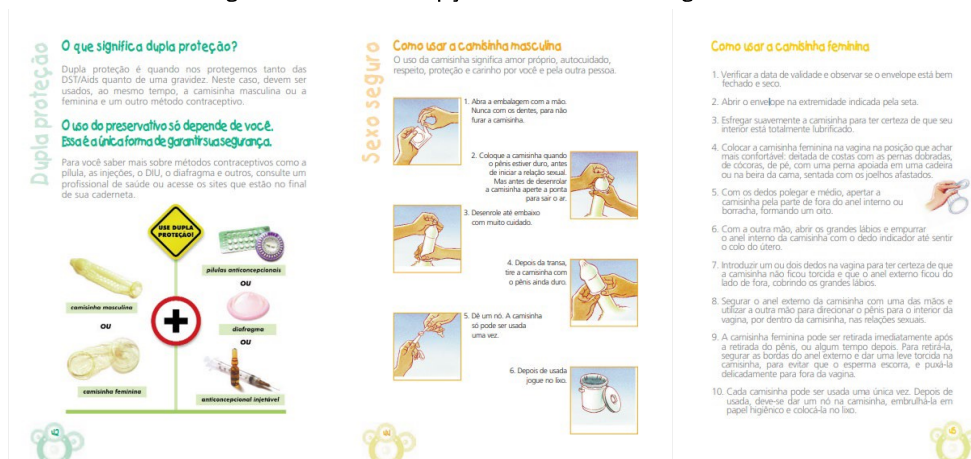 Dupla proteção
O que significa dupla proteção?
Dupla proteção é quando nos protegemos tanto das
DST/Aids quanto de uma gravidez. Neste caso, devem ser
usados, ao mesmo tempo, a camisinha masculina ou a
feminina e um outro método contraceptivo.
O uso do preservativo só depende de você.
Essa é a única forma de garantir sua segurança.
Para você saber mais sobre métodos contraceptivos como a
pílula, as injeções, o DIU, o diafragma e outros, consulte um
profissional de saúde ou acesse os sites que estão no final
de sua caderneta.
USE DUPLA
PROTEÇÃO!
camisinha masculina
OU
camisinha feminina
pílulas anticoncepcionais
OU
diafragma
OU
anticoncepcional injetável
Sexo seguro
Como usar a camisinha masculina
O uso da camisinha significa amor próprio, autocuidado,
respeito, proteção e carinho por você e pela outra pessoa.
1. Abra a embalagem com a mão.
Nunca com os dentes, para não
furar a camisinha.
2. Coloque a camisinha quando
o pênis estiver duro, antes
de iniciar a relação sexual.
Mas antes de desenrolar
a camisinha aperte a ponta
para sair o ar.
3. Desenrole até embaixo
com muito cuidado.
4. Depois da transa,
tire a camisinha com
o pênis ainda duro.
5. Dê um nó. A camisinha
só pode ser usada
uma vez.
6. Depois de usada
jogue no lixo.
Como usar a camisinha feminina
1. Verificar a data de validade e observar se o envelope está bem
fechado e seco.
2. Abrir o envelope na extremidade indicada pela seta.
3. Esfregar suavemente a camisinha para ter certeza de que seu
interior está totalmente lubrificado.
4. Colocar a camisinha feminina na vagina na posição que achar
mais confortável: deitada de costas com as pernas dobradas,
de cócoras, de pé, com uma perna apoiada em uma cadeira
ou na beira da cama, sentada com os joelhos afastados.
5. Com os dedos polegar e médio, apertar a
camisinha pela parte de fora do anel interno ou
borracha, formando um oito.
6. Com a outra mão, abrir os grandes lábios e empurrar
o anel interno da camisinha com o dedo indicador até sentir
o colo do útero.
7. Introduzir um ou dois dedos na vagina para ter certeza de que
a camisinha não ficou torcida e que o anel externo ficou do
lado de fora, cobrindo os grandes lábios.
8. Segurar o anel externo da camisinha com uma das mãos e
utilizar a outra mão para direcionar o pênis para o interior da
vagina, por dentro da camisinha, nas relações sexuais.
9. A camisinha feminina pode ser retirada imediatamente após
a retirada do pênis, ou algum tempo depois. Para retirá-la,
segurar as bordas do anel externo e dar uma leve torcida na
camisinha, para evitar que o esperma escorra, e puxá-la
delicadamente para fora da vagina.
10. Cada camisinha pode ser usada uma única vez. Depois de
usada, deve-se dar um nó na camisinha, embrulhá-la em
papel higiênico e colocá-la no lixo.